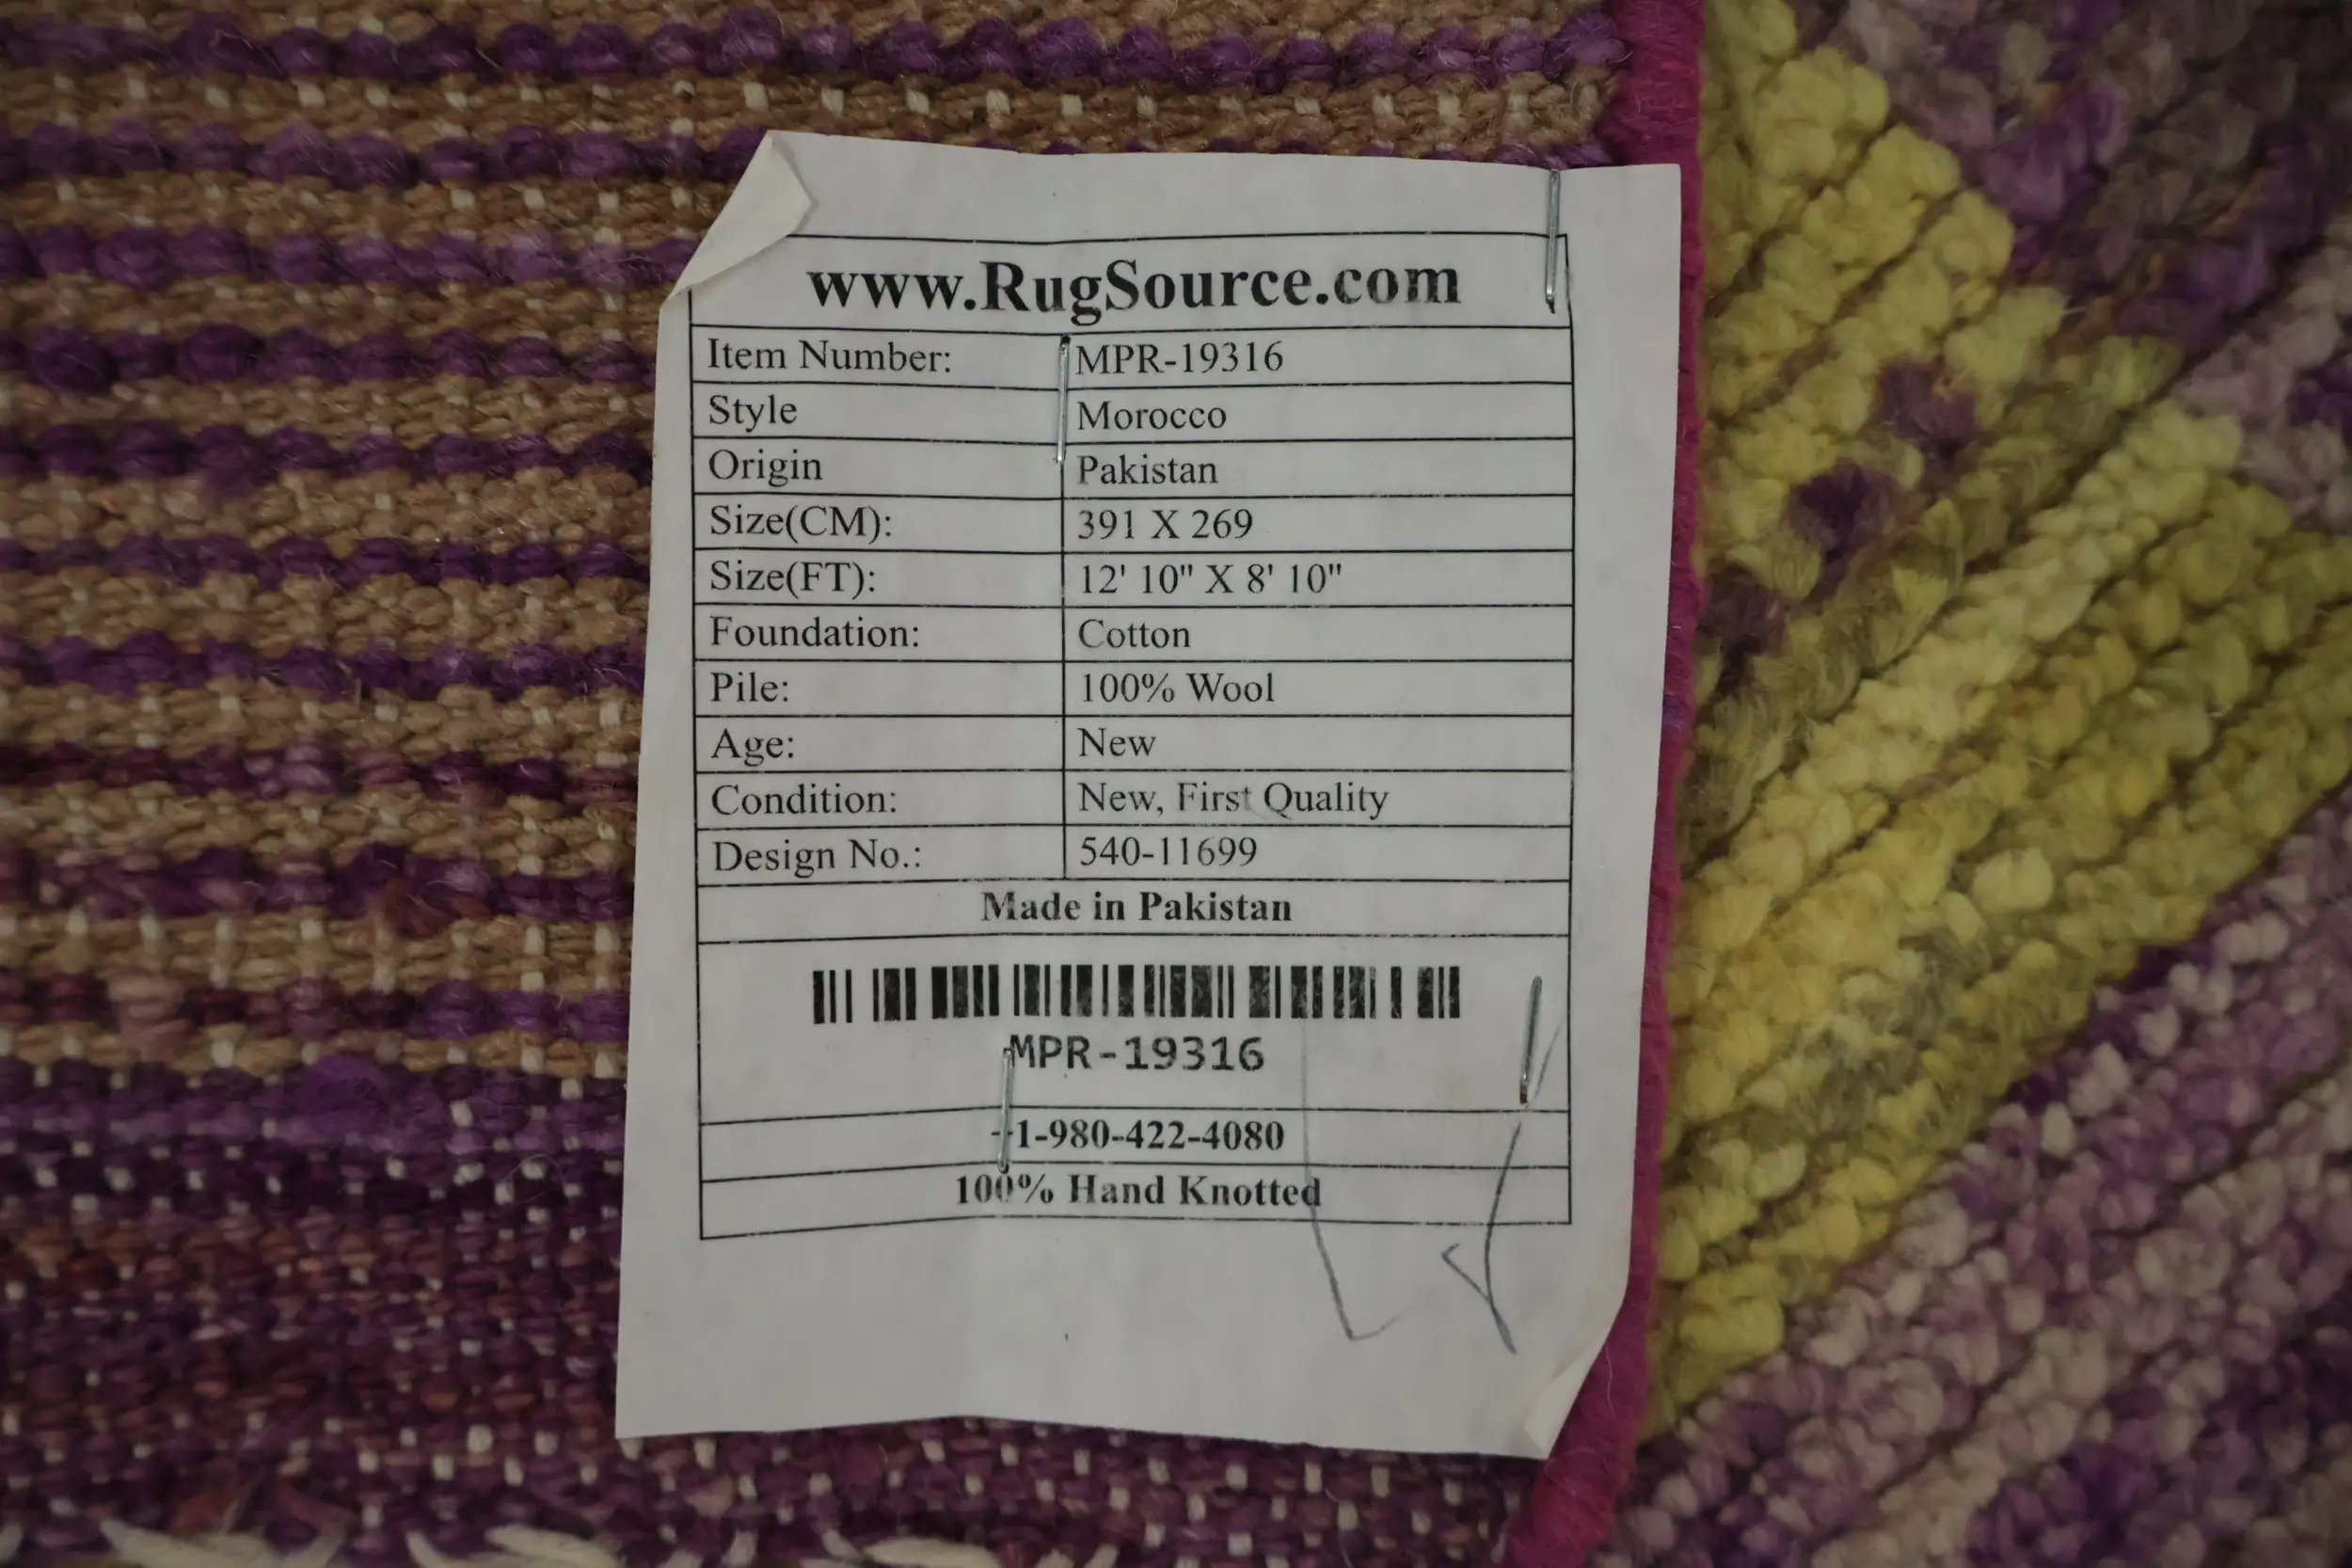 www.RugSource.com
Item Number: MPR-19316
Style Morocco
Origin Pakistan
Size(CM): 391 X 269
Size(FT): 12' 10" X 8' 10"
Foundation: Cotton
Pile: 100% Wool
Age: New
Condition: New, First Quality
Design No.: 540-11699
Made in Pakistan
MPR-19316
+1-980-422-4080
100% Hand Knotted